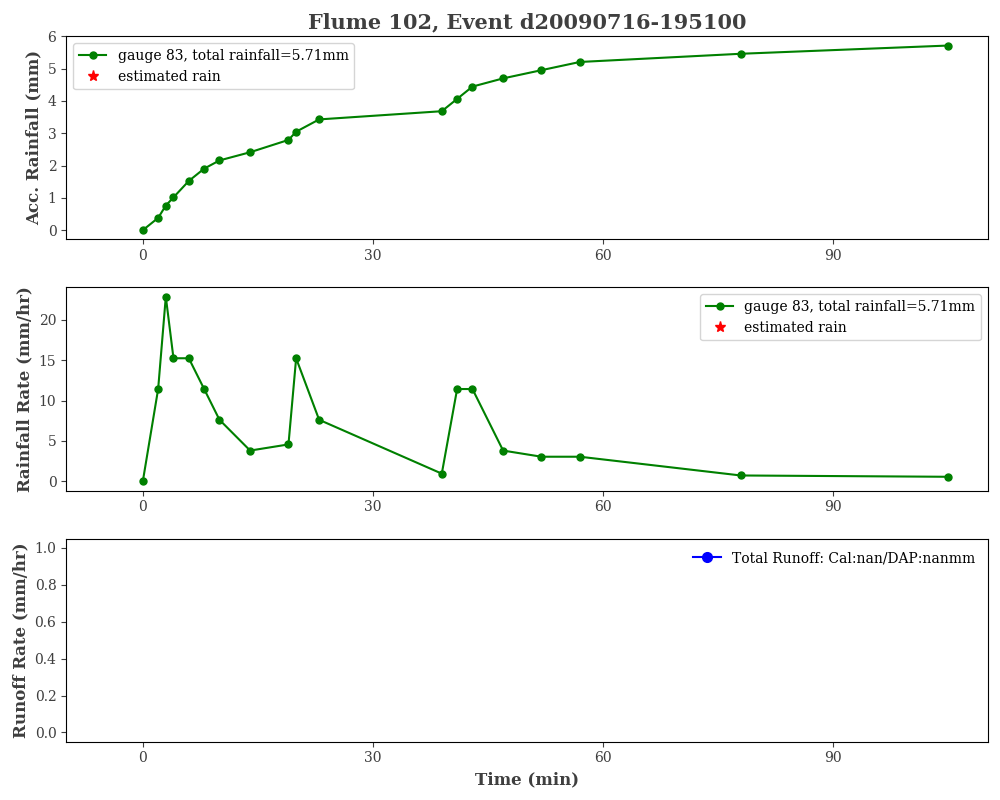 Flume 102, Event d20090716-195100
Acc. Rainfall (mm)
6
5
4
3
2
1
0
gauge 83, total rainfall=5.71mm
estimated rain
0 30 60 90
Rainfall Rate (mm/hr)
20
15
10
5
0
gauge 83, total rainfall=5.71mm
estimated rain
0 30 60 90
Runoff Rate (mm/hr)
1.0
0.8
0.6
0.4
0.2
0.0
Total Runoff: Cal:nan/DAP:nanmm
0 30 60 90
Time (min)